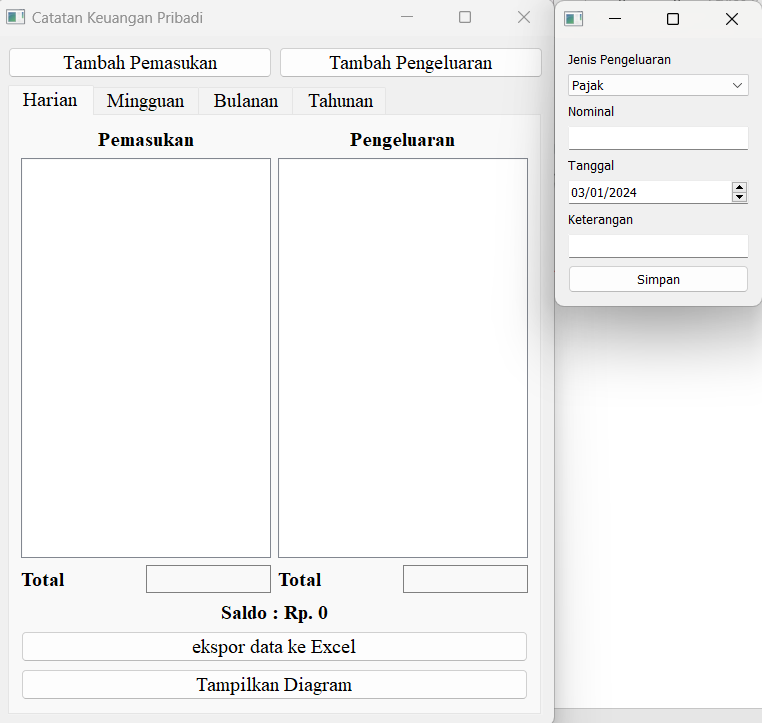 Catatan Keuangan Pribadi
Tambah Pemasukan
Tambah Pengeluaran
Harian
Mingguan
Bulanan
Tahunan
Pemasukan
Pengeluaran
Total
Total
Saldo : Rp. 0
ekspor data ke Excel
Tampilkan Diagram
Jenis Pengeluaran
Pajak
Nominal
Tanggal
03/01/2024
Keterangan
Simpan